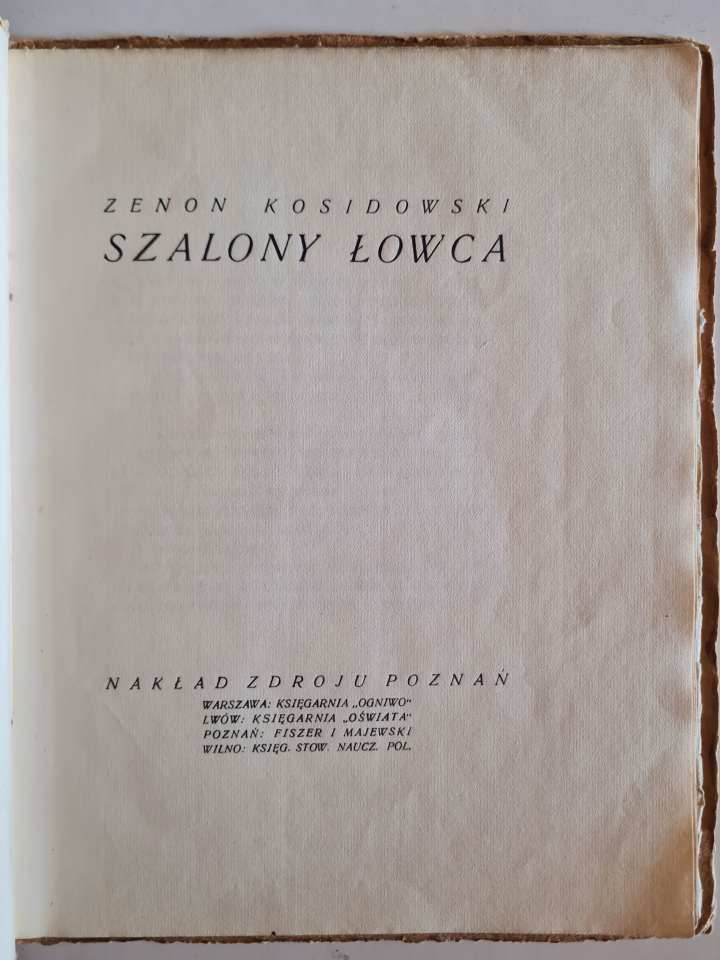 ZENON KOSIDOWSKI
SZALONY ŁOWCA
NAKŁAD ZDROJU POZNAŃ
WARSZAWA: KSIĘGARNIA „OGNIWO"
LWÓW: KSIĘGARNIA „OŚWIATA"
POZNAŃ: FISZER I MAJEWSKI
WILNO: KSIĘG. STOW. NAUCZ. POL.